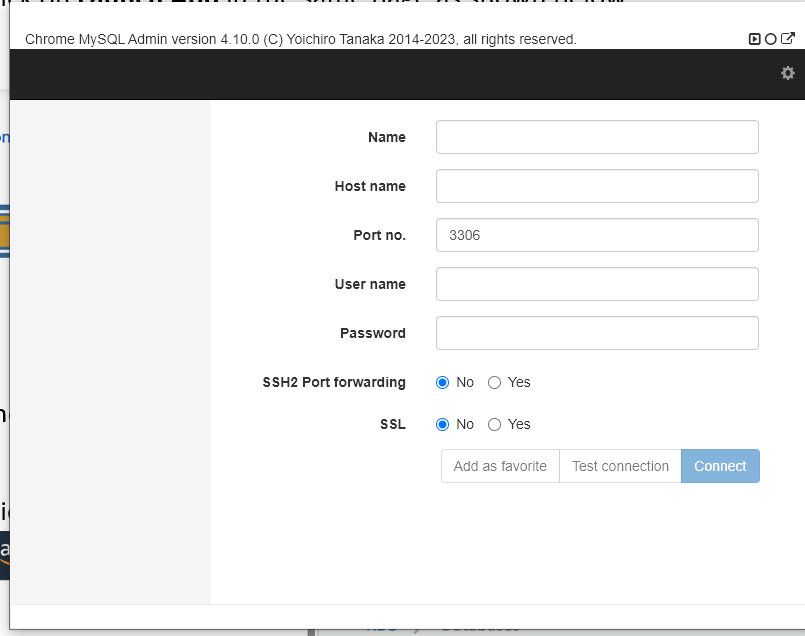 Chrome MySQL Admin version 4.10.0 (C) Yoichiro Tanaka 2014-2023, all rights reserved.
Name
Host name
Port no. 3306
User name
Password
SSH2 Port forwarding No Yes
SSL No Yes
Add as favorite Test connection Connect